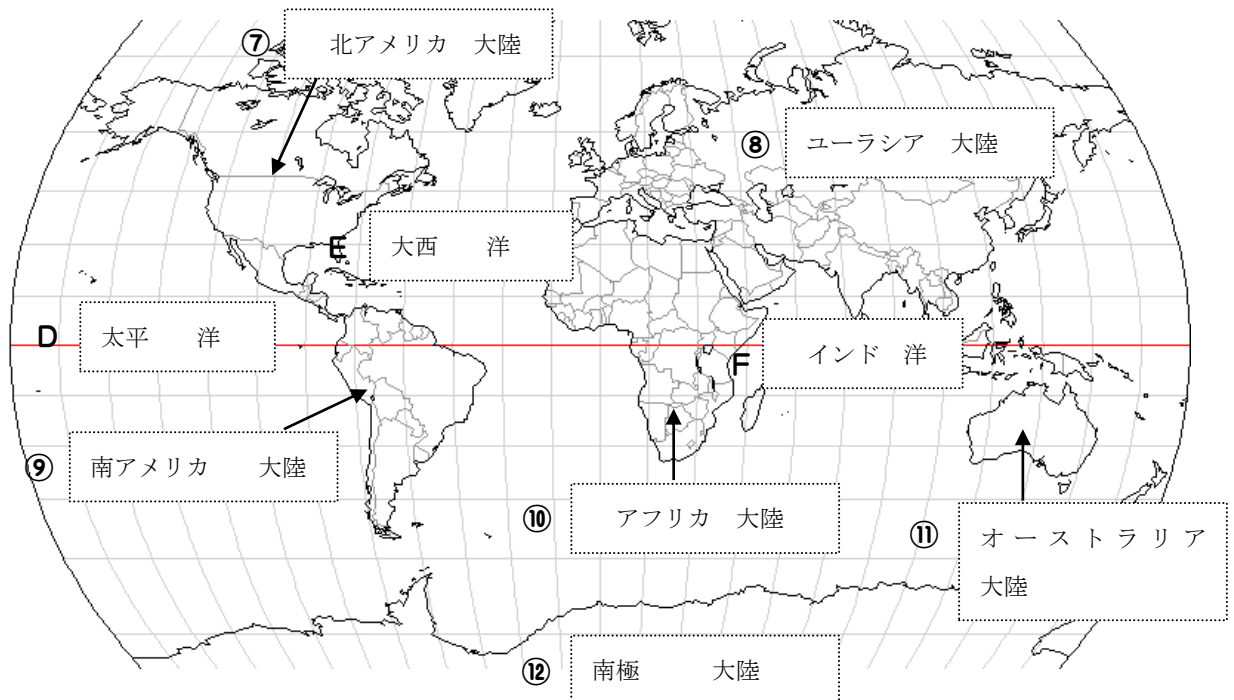 ⑦ 北アメリカ 大陸
⑧ ユーラシア 大陸
E 大西 洋
D 太平 洋
F インド 洋
⑨ 南アメリカ 大陸
⑩ アフリカ 大陸
⑪ オーストラリア
大陸
⑫ 南極 大陸